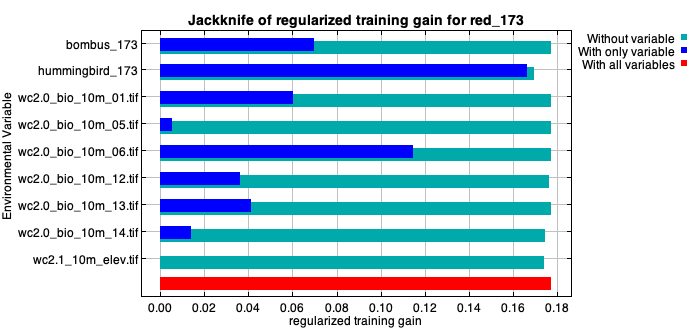 Jackknife of regularized training gain for red_173
Without variable
With only variable
With all variables
Environmental Variable
bombus_173
hummingbird_173
wc2.0_bio_10m_01.tif
wc2.0_bio_10m_05.tif
wc2.0_bio_10m_06.tif
wc2.0_bio_10m_12.tif
wc2.0_bio_10m_13.tif
wc2.0_bio_10m_14.tif
wc2.1_10m_elev.tif
0.00 0.02 0.04 0.06 0.08 0.10 0.12 0.14 0.16 0.18
regularized training gain